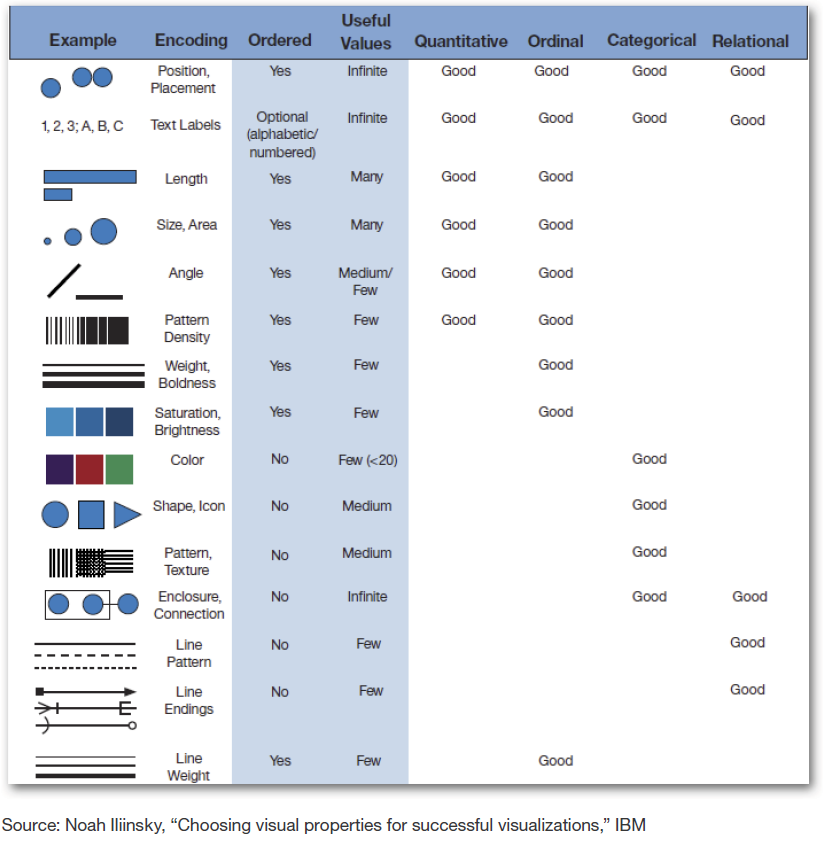 Example Encoding Ordered Useful Values Quantitative Ordinal Categorical Relational
Position, Placement Yes Infinite Good Good Good Good
1, 2, 3; A, B, C Text Labels Optional (alphabetic/ numbered) Infinite Good Good Good Good
Length Yes Many Good Good
Size, Area Yes Many Good Good
Angle Yes Medium/ Few Good Good
Pattern Density Yes Few Good Good
Weight, Boldness Yes Few Good
Saturation, Brightness Yes Few Good
Color No Few (<20) Good
Shape, Icon No Medium Good
Pattern, Texture No Medium Good
Enclosure, Connection No Infinite Good Good
Line Pattern No Few Good
Line Endings No Few Good
Line Weight Yes Few Good
Source: Noah Iliinsky, “Choosing visual properties for successful visualizations,” IBM